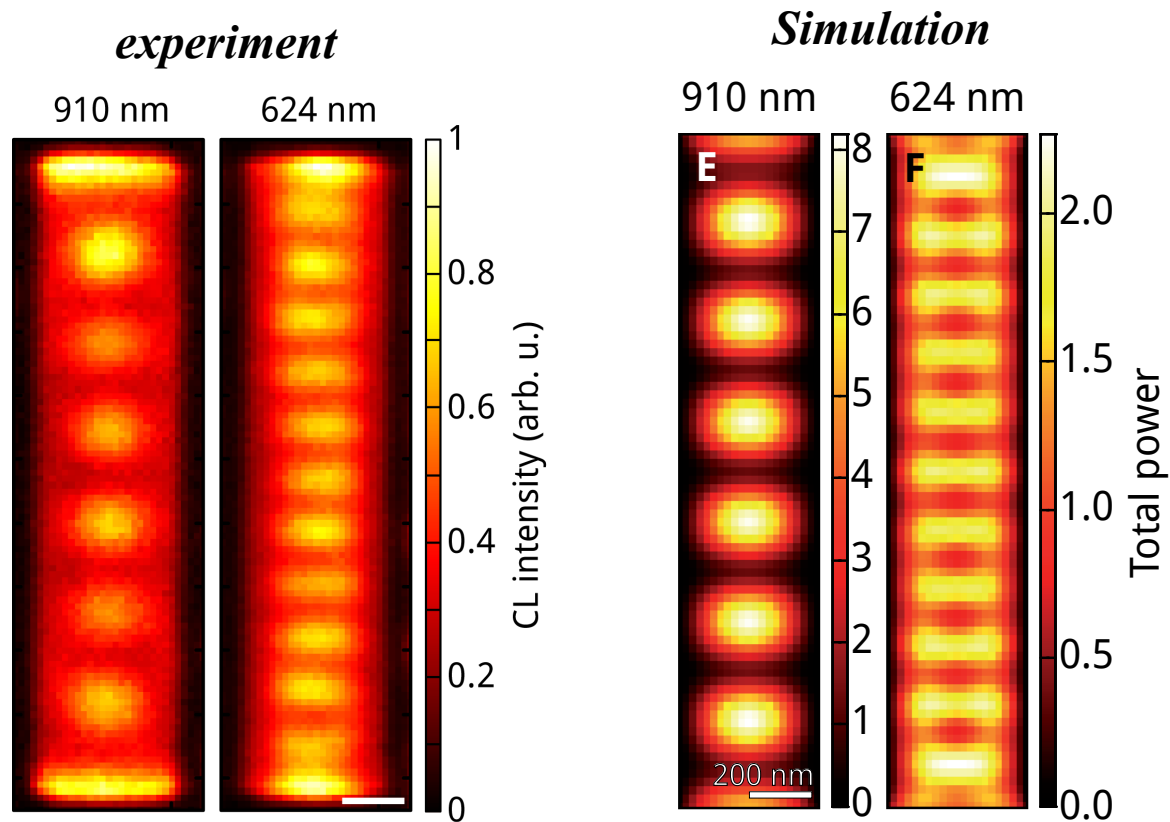 experiment
910 nm
624 nm
1
0.8
0.6
0.4
0.2
0
CL intensity (arb. u.)
Simulation
910 nm
624 nm
E
200 nm
8
7
6
5
4
3
2
1
0
F
2.0
1.5
1.0
0.5
0.0
Total power